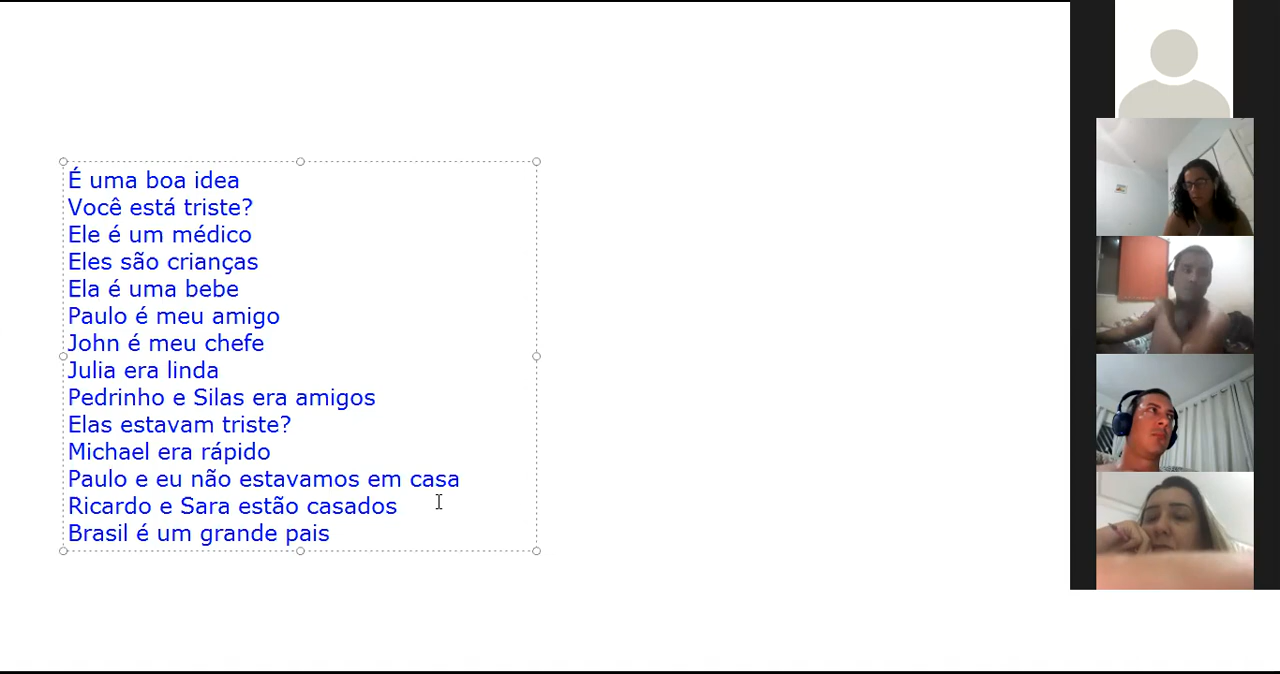 É uma boa idea
Você está triste?
Ele é um médico
Eles são crianças
Ela é uma bebe
Paulo é meu amigo
John é meu chefe
Julia era linda
Pedrinho e Silas era amigos
Elas estavam triste?
Michael era rápido
Paulo e eu não estavamos em casa
Ricardo e Sara estão casados
Brasil é um grande pais